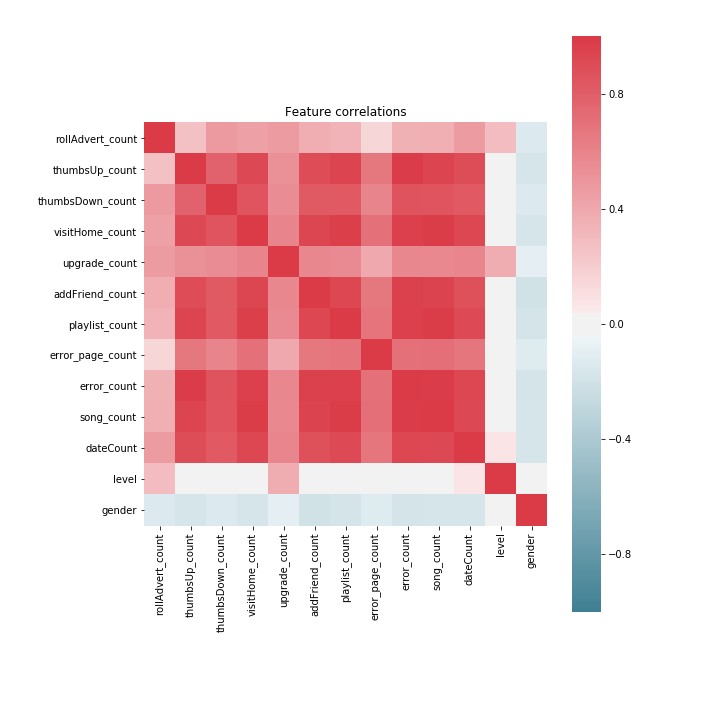 Feature correlations
rollAdvert_count
thumbsUp_count
thumbsDown_count
visitHome_count
upgrade_count
addFriend_count
playlist_count
error_page_count
error_count
song_count
dateCount
level
gender
rollAdvert_count
thumbsUp_count
thumbsDown_count
visitHome_count
upgrade_count
addFriend_count
playlist_count
error_page_count
error_count
song_count
dateCount
level
gender
0.8
0.4
0.0
−0.4
−0.8